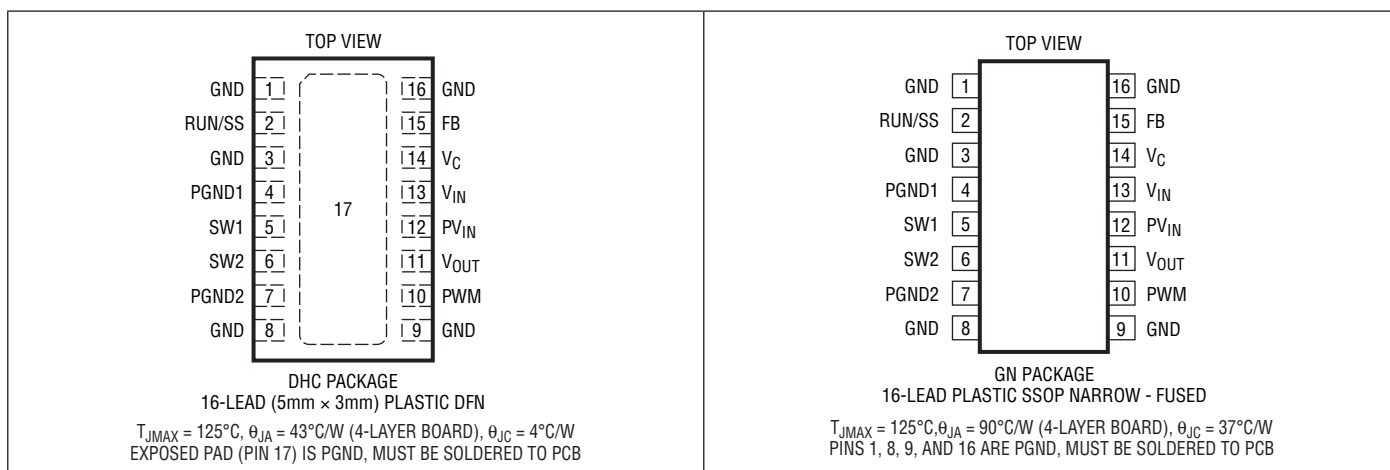 TOP VIEW
GND 1 16 GND
RUN/SS 2 15 FB
GND 3 14 VC
PGND1 4 13 VIN
17
SW1 5 12 PVIN
SW2 6 11 VOUT
PGND2 7 10 PWM
GND 8 9 GND
DHC PACKAGE
16-LEAD (5mm × 3mm) PLASTIC DFN
TJMAX = 125°C, θJA = 43°C/W (4-LAYER BOARD), θJC = 4°C/W
EXPOSED PAD (PIN 17) IS PGND, MUST BE SOLDERED TO PCB
TOP VIEW
GND 1 16 GND
RUN/SS 2 15 FB
GND 3 14 VC
PGND1 4 13 VIN
SW1 5 12 PVIN
SW2 6 11 VOUT
PGND2 7 10 PWM
GND 8 9 GND
GN PACKAGE
16-LEAD PLASTIC SSOP NARROW - FUSED
TJMAX = 125°C,θJA = 90°C/W (4-LAYER BOARD), θJC = 37°C/W
PINS 1, 8, 9, AND 16 ARE PGND, MUST BE SOLDERED TO PCB